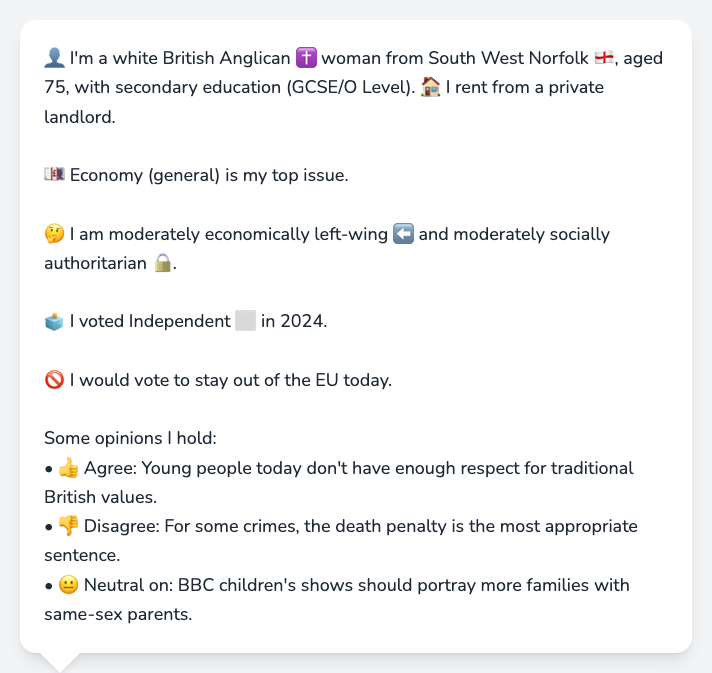 👤 I'm a white British Anglican ✝️ woman from South West Norfolk 🏴󠁧󠁢󠁥󠁮󠁧󠁿, aged
75, with secondary education (GCSE/O Level). 🏠 I rent from a private
landlord.
💷 Economy (general) is my top issue.
🤔 I am moderately economically left-wing ⬅️ and moderately socially
authoritarian 🔒.
🗳️ I voted Independent ⬜ in 2024.
🚫 I would vote to stay out of the EU today.
Some opinions I hold:
• 👍 Agree: Young people today don't have enough respect for traditional
British values.
• 👎 Disagree: For some crimes, the death penalty is the most appropriate
sentence.
• 😐 Neutral on: BBC children's shows should portray more families with
same-sex parents.